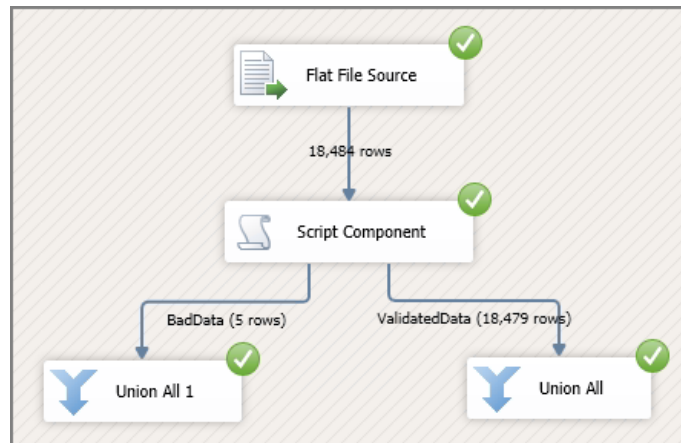 Flat File Source
18,484 rows
Script Component
BadData (5 rows)
ValidatedData (18,479 rows)
Union All 1
Union All